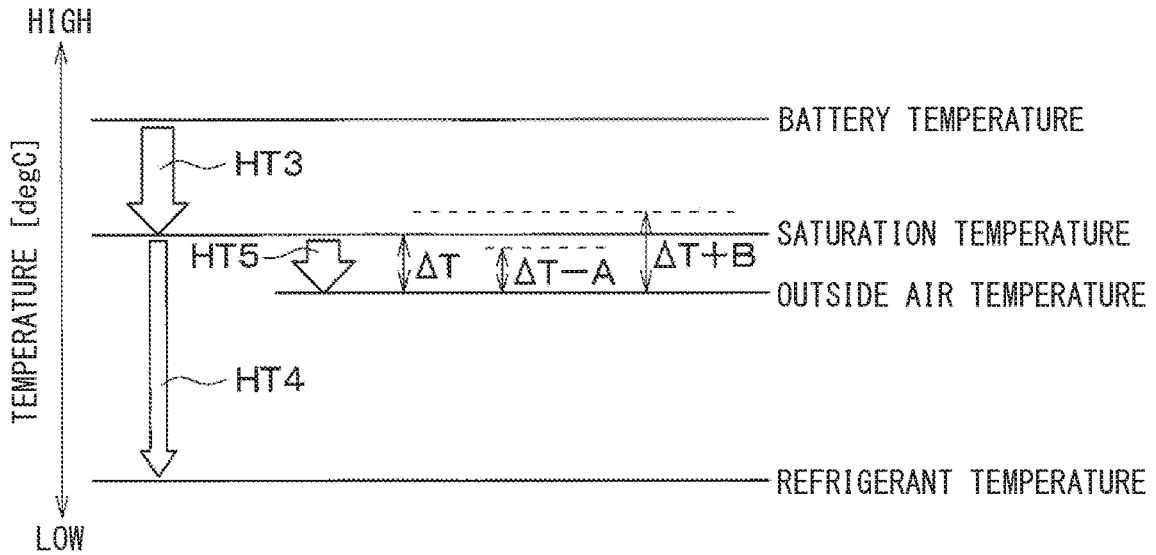 HIGH
BATTERY TEMPERATURE
HT3
SATURATION TEMPERATURE
HT5
ΔT
ΔT−A
ΔT+B
OUTSIDE AIR TEMPERATURE
TEMPERATURE [degC]
HT4
REFRIGERANT TEMPERATURE
LOW